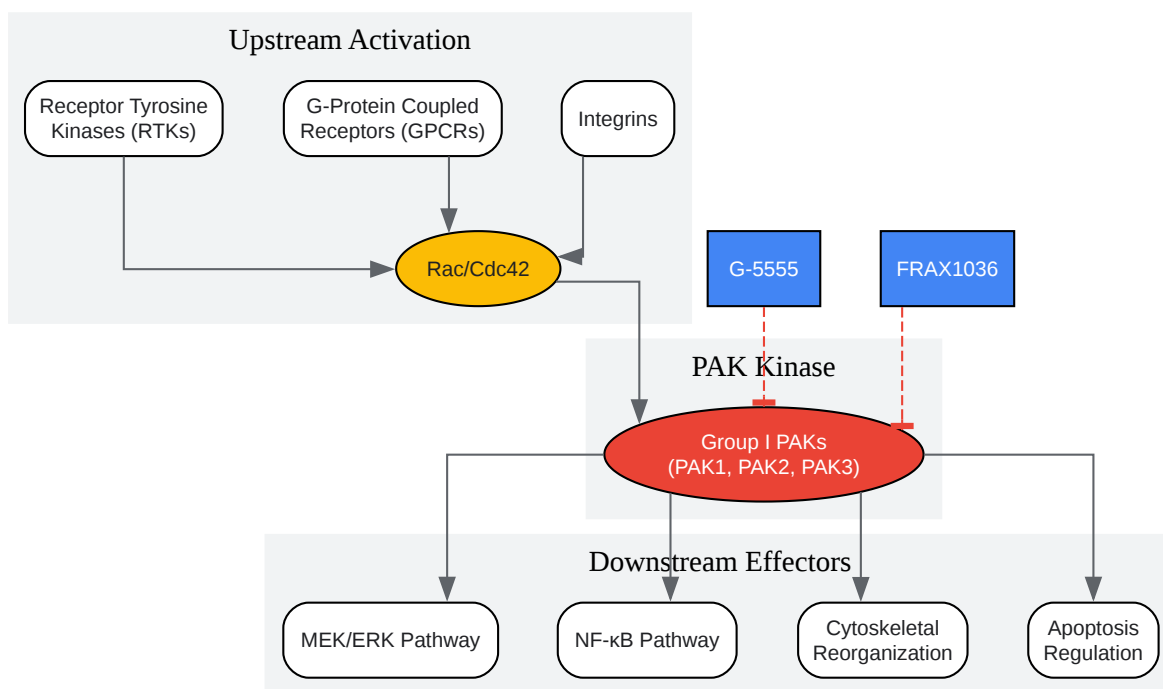 Upstream Activation
Receptor Tyrosine
Kinases (RTKs)
G-Protein Coupled
Receptors (GPCRs)
Integrins
Rac/Cdc42
G-5555
FRAX1036
PAK Kinase
Group I PAKs
(PAK1, PAK2, PAK3)
Downstream Effectors
MEK/ERK Pathway
NF-κB Pathway
Cytoskeletal
Reorganization
Apoptosis
Regulation